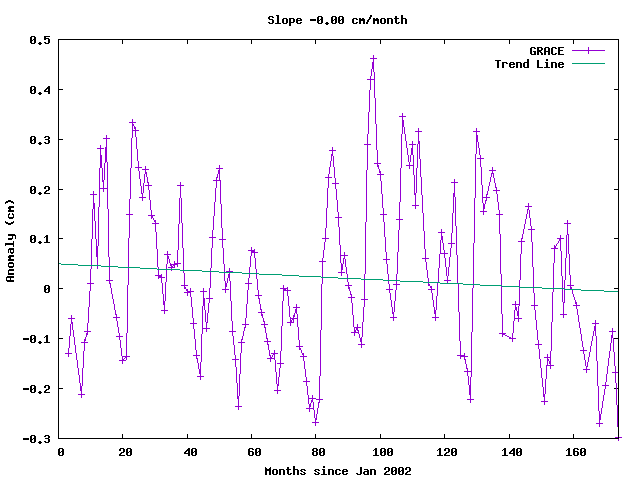 Slope -0.00 cm/month
GRACE
Trend Line
0.5
0.4
0.3
0.2
0.1
0
-0.1
-0.2
-0.3
Anomaly (cm)
0 20 40 60 80 100 120 140 160
Months since Jan 2002